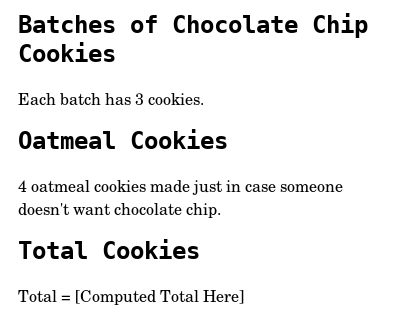 Batches of Chocolate Chip
Cookies
Each batch has 3 cookies.
Oatmeal Cookies
4 oatmeal cookies made just in case someone
doesn't want chocolate chip.
Total Cookies
Total = [Computed Total Here]